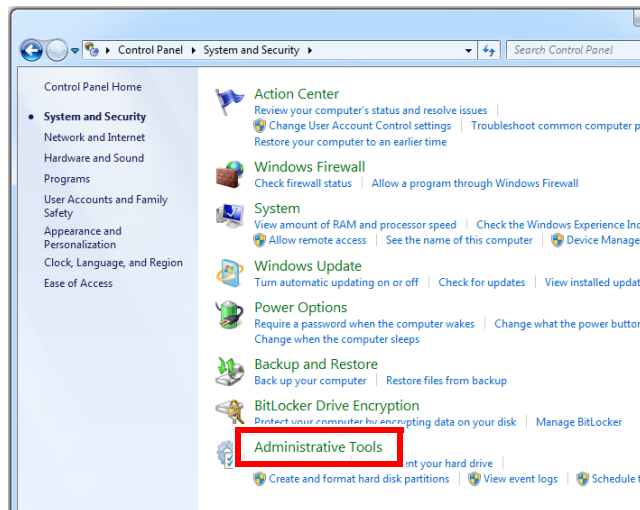 Control Panel System and Security Search Control Panel
Control Panel Home
System and Security
Network and Internet
Hardware and Sound
Programs
User Accounts and Family
Safety
Appearance and
Personalization
Clock, Language, and Region
Ease of Access
Action Center
Review your computer's status and resolve issues
Change User Account Control settings Troubleshoot common computer
Restore your computer to an earlier time
Windows Firewall
Check firewall status Allow a program through Windows Firewall
System
View amount of RAM and processor speed Check the Windows Experience
Allow remote access See the name of this computer Device
Windows Update
Turn automatic updating on or off Check for updates View installed
Power Options
Require a password when the computer wakes Change what the power
Change when the computer sleeps
Backup and Restore
Back up your computer Restore files from backup
BitLocker Drive Encryption
Protect your computer by encrypting data on your disk Manage BitLocker
Administrative Tools
your hard drive
Create and format hard disk partitions View event logs Schedule